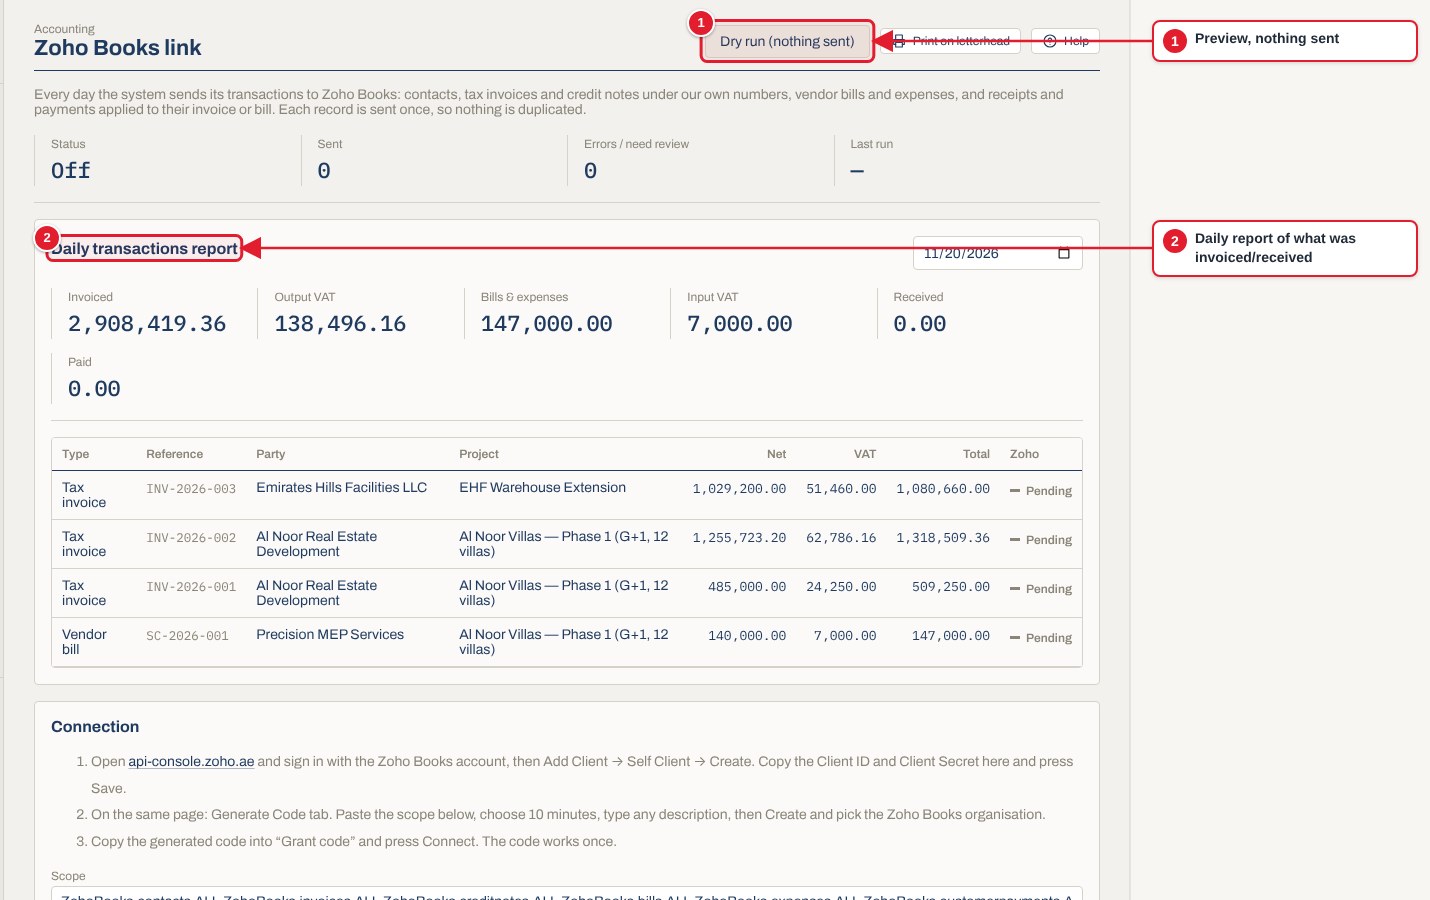 Accounting
Zoho Books link
1
Dry run (nothing sent)
Print on letterhead
Help
1 Preview, nothing sent
Every day the system sends its transactions to Zoho Books: contacts, tax invoices and credit notes under our own numbers, vendor bills and expenses, and receipts and
payments applied to their invoice or bill. Each record is sent once, so nothing is duplicated.
Status Sent Errors / need review Last run
Off 0 0 –
2
Daily transactions report
11/20/2026
2 Daily report of what was
invoiced/received
Invoiced Output VAT Bills & expenses Input VAT Received
2,908,419.36 138,496.16 147,000.00 7,000.00 0.00
Paid
0.00
Type Reference Party Project Net VAT Total Zoho
Tax INV-2026-003 Emirates Hills Facilities LLC EHF Warehouse Extension 1,029,200.00 51,460.00 1,080,660.00 Pending
invoice
Tax INV-2026-002 Al Noor Real Estate Al Noor Villas — Phase 1 (G+1, 12 1,255,723.20 62,786.16 1,318,509.36 Pending
invoice Development villas)
Tax INV-2026-001 Al Noor Real Estate Al Noor Villas — Phase 1 (G+1, 12 485,000.00 24,250.00 509,250.00 Pending
invoice Development villas)
Vendor SC-2026-001 Precision MEP Services Al Noor Villas — Phase 1 (G+1, 12 140,000.00 7,000.00 147,000.00 Pending
bill villas)
Connection
1. Open api-console.zoho.ae and sign in with the Zoho Books account, then Add Client → Self Client → Create. Copy the Client ID and Client Secret here and press
Save.
2. On the same page: Generate Code tab. Paste the scope below, choose 10 minutes, type any description, then Create and pick the Zoho Books organisation.
3. Copy the generated code into “Grant code” and press Connect. The code works once.
Scope